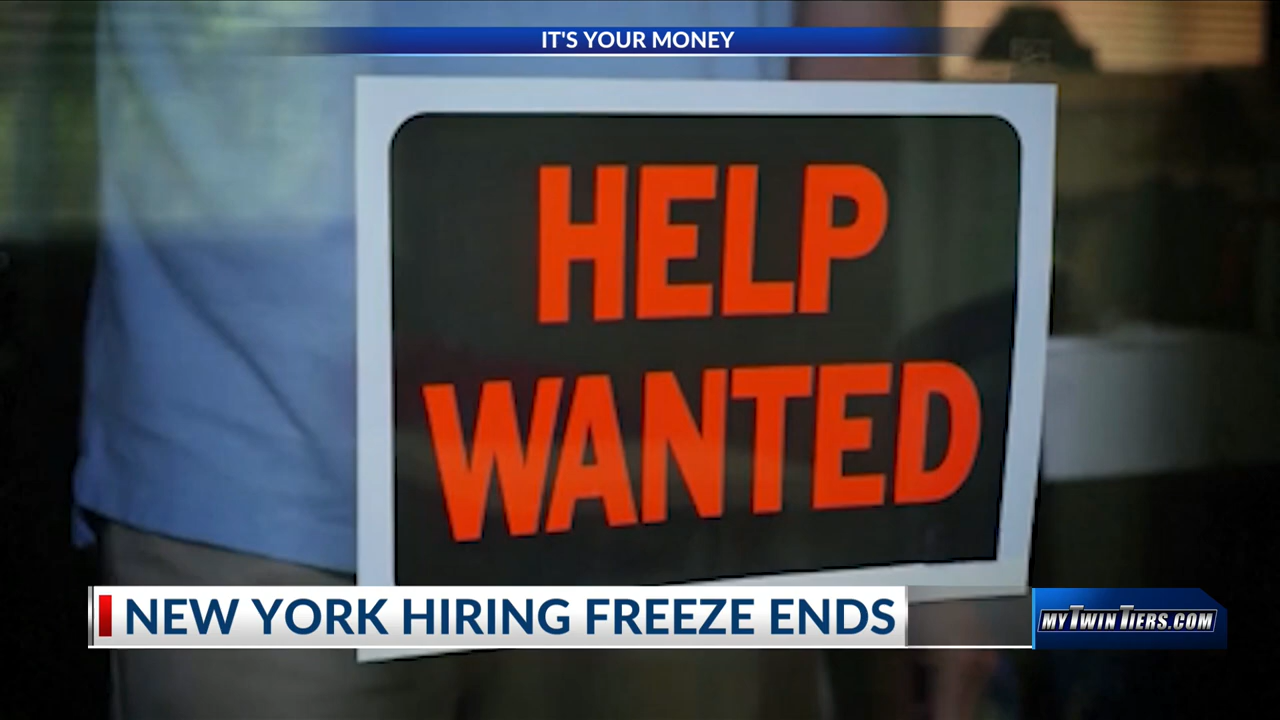 IT'S YOUR MONEY
HELP
WANTED
NEW YORK HIRING FREEZE ENDS
MYTWINTIERS.COM